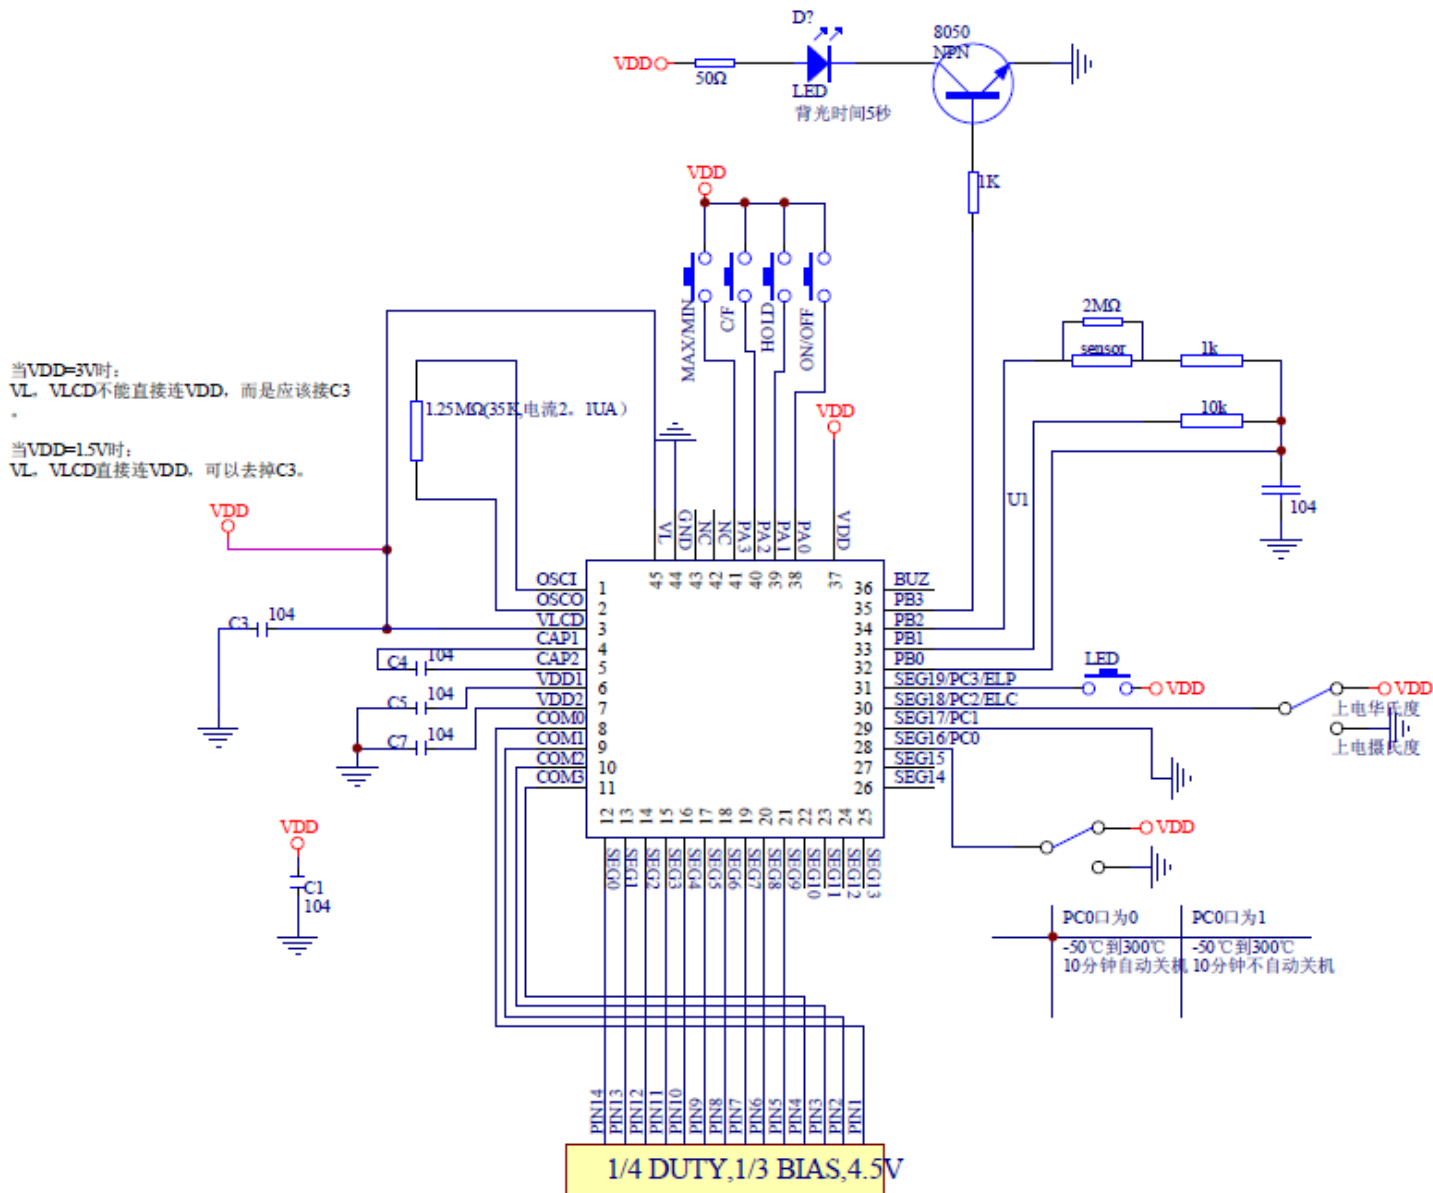 D?
8050
NPN
VDD
50Ω
LED
背光时间5秒
1K
VDD
MAX/MIN
C/F
HOLD
ON/OFF
2MΩ
sensor
1k
10k
当VDD=3V时:
VL,VLCD不能直接连VDD,而是应该接C3
。
当VDD=1.5V时:
VL,VLCD直接连VDD,可以去掉C3。
1.25MΩ(35K,电流2。1UA)
VDD
VDD
U1
104
VL
GND
NC
NC
PA3
PA2
PA1
PA0
VDD
45
44
43
42
41
40
39
38
37
OSCI 1
OSCO 2
VLCD 3
CAP1 4
CAP2 5
VDD1 6
VDD2 7
COM0 8
COM1 9
COM2 10
COM3 11
C3 104
C4 104
C5 104
C7 104
36 BUZ
35 PB3
34 PB2
33 PB1
32 PB0
31 SEG19/PC3/ELP
30 SEG18/PC2/ELC
29 SEG17/PC1
28 SEG16/PC0
27 SEG15
26 SEG14
LED
VDD
VDD
上电华氏度
上电摄氏度
VDD
12
13
14
15
16
17
18
19
20
21
22
23
24
25
SEG0
SEG1
SEG2
SEG3
SEG4
SEG5
SEG6
SEG7
SEG8
SEG9
SEG10
SEG11
SEG12
SEG13
VDD
C1
104
PC0口为0 PC0口为1
-50℃到300℃ -50℃到300℃
10分钟自动关机 10分钟不自动关机
PIN14
PIN13
PIN12
PIN11
PIN10
PIN9
PIN8
PIN7
PIN6
PIN5
PIN4
PIN3
PIN2
PIN1
1/4 DUTY,1/3 BIAS,4.5V